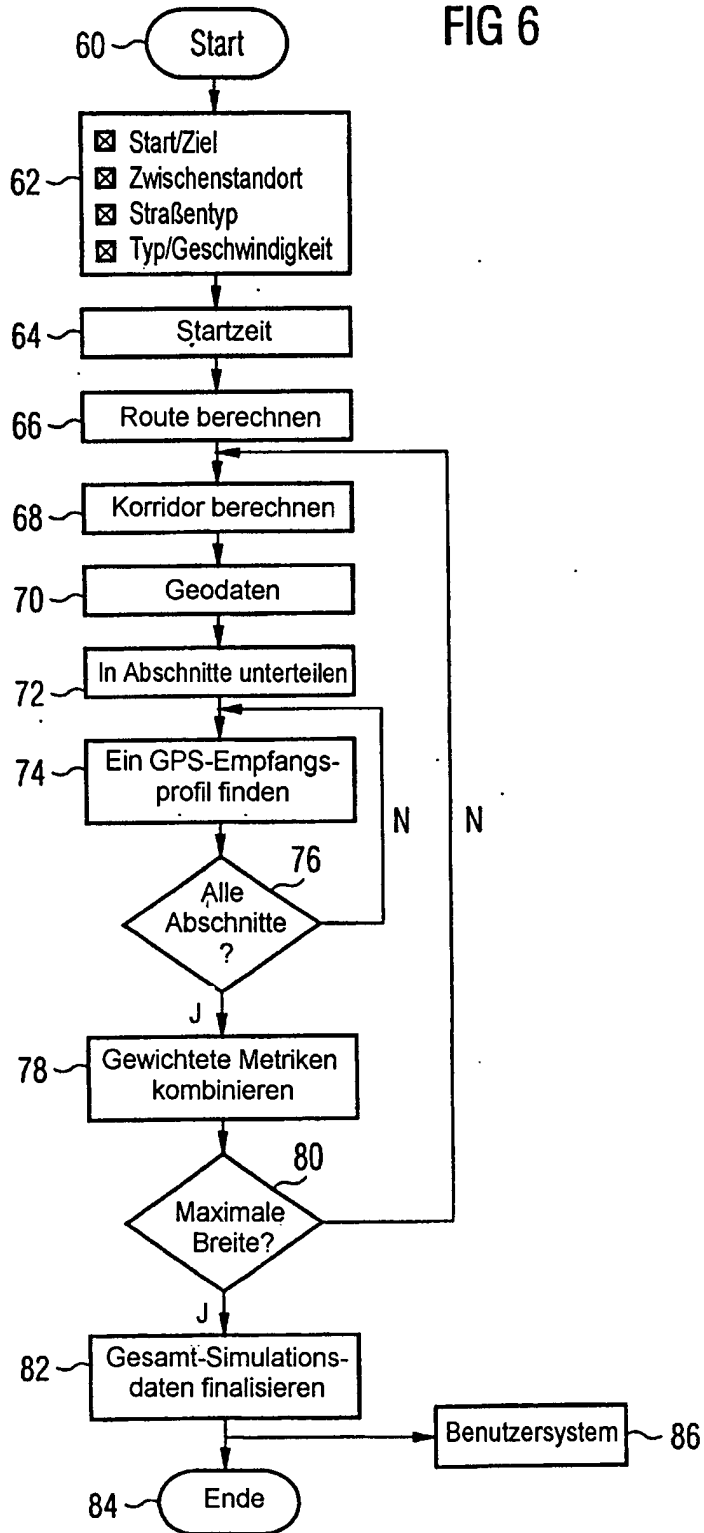 FIG 6
60
Start
62
☒ Start/Ziel
☒ Zwischenstandort
☒ Straßentyp
☒ Typ/Geschwindigkeit
64
Startzeit
66
Route berechnen
68
Korridor berechnen
70
Geodaten
72
In Abschnitte unterteilen
74
Ein GPS-Empfangs-
profil finden
N
N
76
Alle
Abschnitte
?
J
78
Gewichtete Metriken
kombinieren
80
Maximale
Breite?
J
82
Gesamt-Simulations-
daten finalisieren
Benutzersystem
86
84
Ende